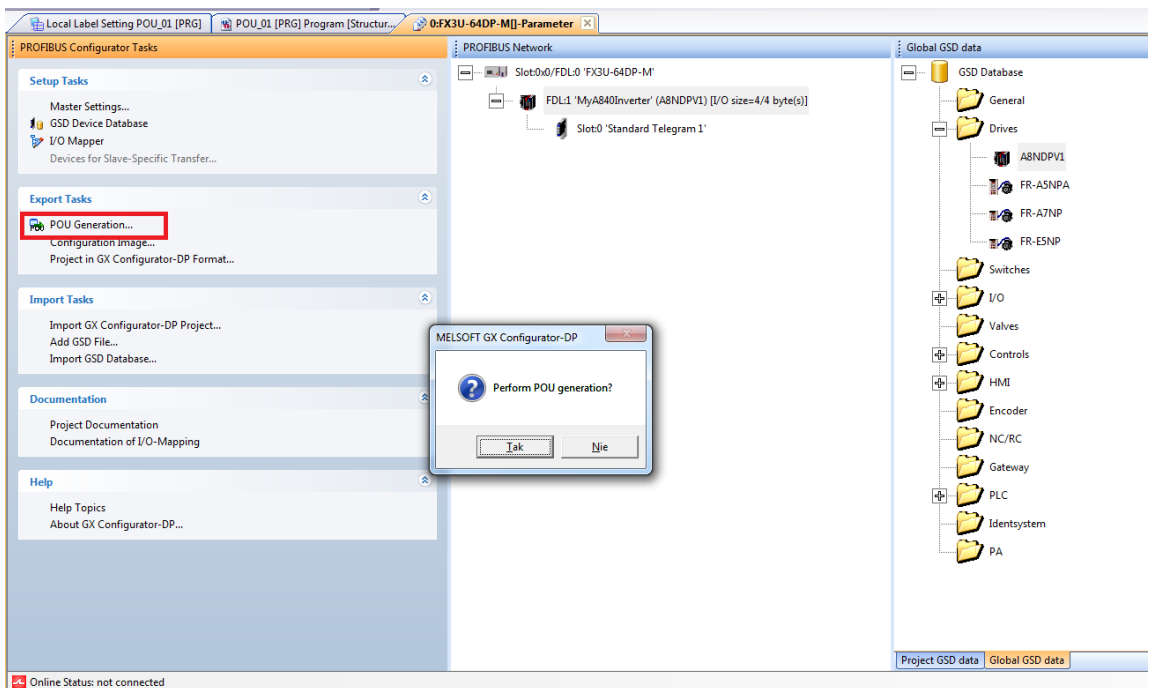 Local Label Setting POU_01 [PRG]
POU_01 [PRG] Program [Structur...
0:FX3U-64DP-M[]-Parameter
PROFIBUS Configurator Tasks
Setup Tasks
Master Settings...
GSD Device Database
I/O Mapper
Devices for Slave-Specific Transfer...
Export Tasks
POU Generation...
Configuration Image...
Project in GX Configurator-DP Format...
Import Tasks
Import GX Configurator-DP Project...
Add GSD File...
Import GSD Database...
Documentation
Project Documentation
Documentation of I/O-Mapping
Help
Help Topics
About GX Configurator-DP...
PROFIBUS Network
Slot:0x0/FDL:0 'FX3U-64DP-M'
FDL:1 'MyA840Inverter' (A8NDPV1) [I/O size=4/4 byte(s)]
Slot:0 'Standard Telegram 1'
MELSOFT GX Configurator-DP
Perform POU generation?
Tak
Nie
Global GSD data
GSD Database
General
Drives
A8NDPV1
FR-A5NPA
FR-A7NP
FR-E5NP
Switches
I/O
Valves
Controls
HMI
Encoder
NC/RC
Gateway
PLC
Identsystem
PA
Project GSD data
Global GSD data
Online Status: not connected